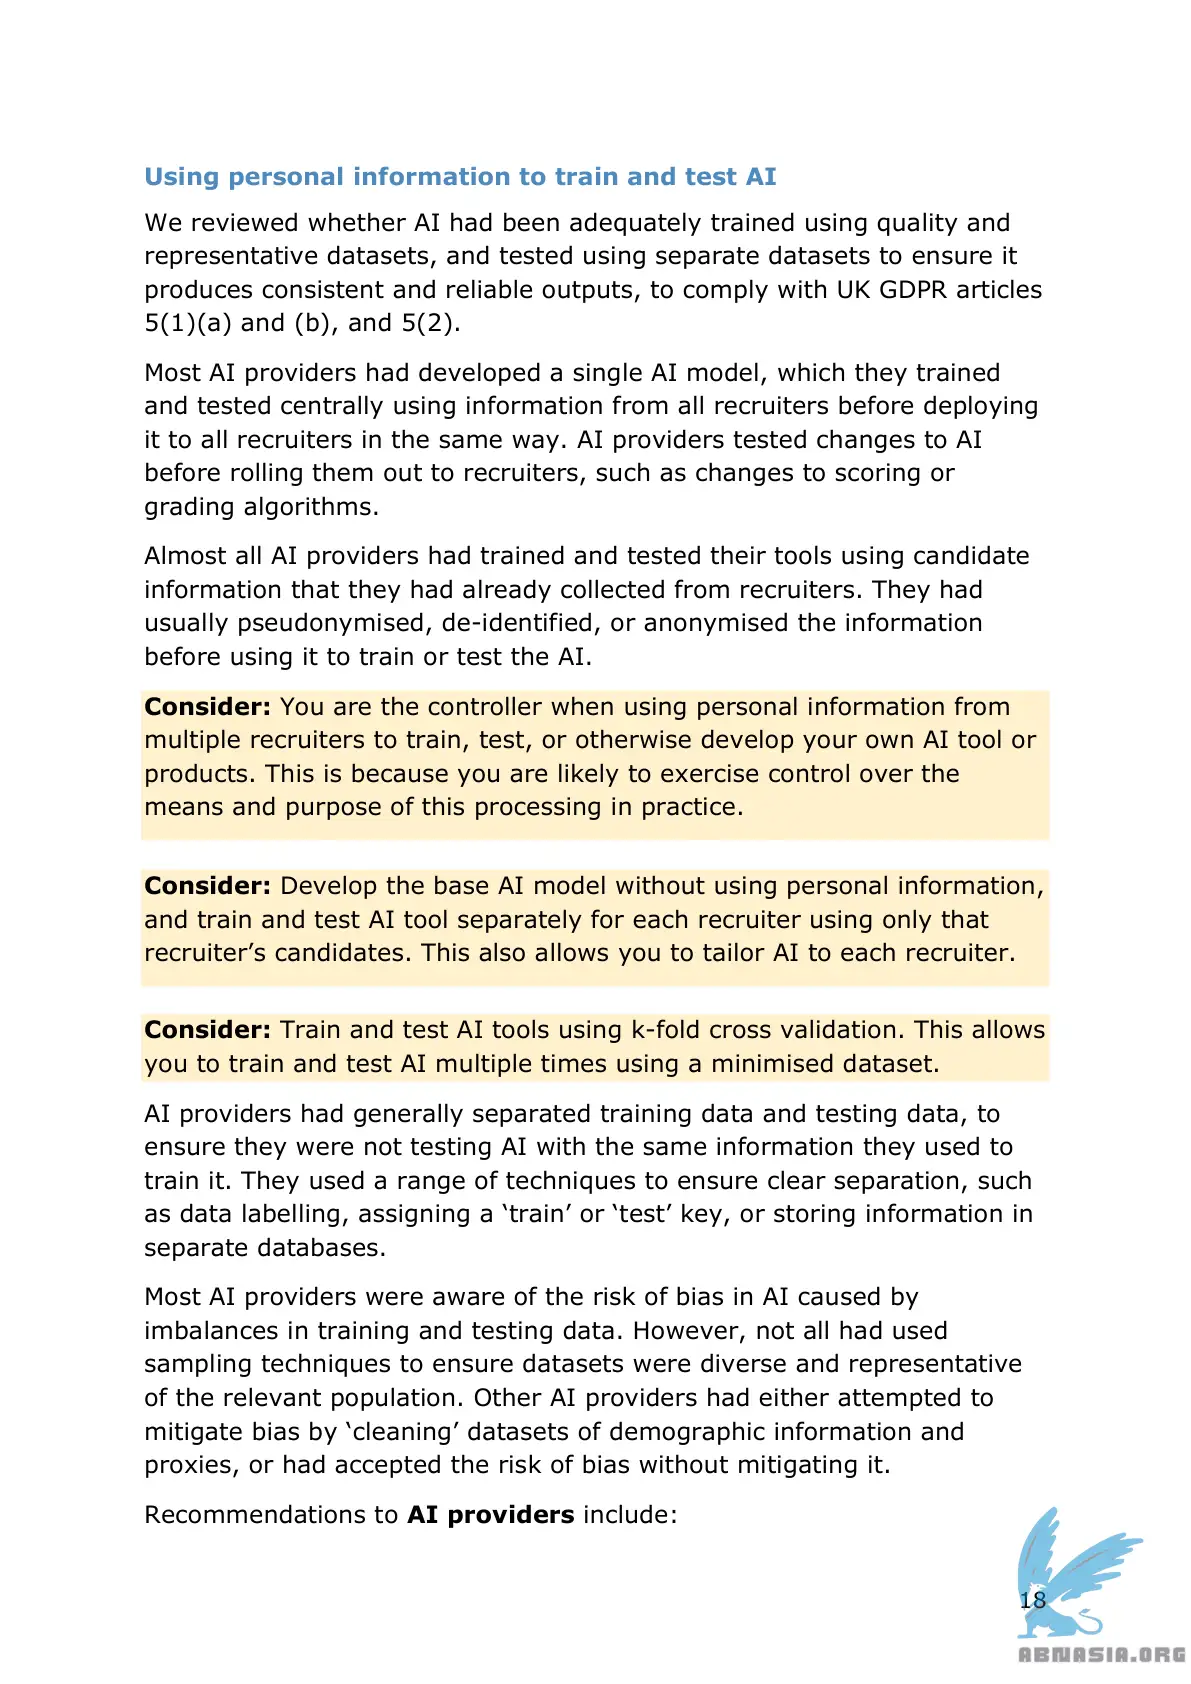 Using personal information to train and test AI
We reviewed whether AI had been adequately trained using quality and
representative datasets, and tested using separate datasets to ensure it
produces consistent and reliable outputs, to comply with UK GDPR articles
5(1)(a) and (b), and 5(2).
Most AI providers had developed a single AI model, which they trained
and tested centrally using information from all recruiters before deploying
it to all recruiters in the same way. AI providers tested changes to AI
before rolling them out to recruiters, such as changes to scoring or
grading algorithms.
Almost all AI providers had trained and tested their tools using candidate
information that they had already collected from recruiters. They had
usually pseudonymised, de-identified, or anonymised the information
before using it to train or test the AI.
Consider: You are the controller when using personal information from
multiple recruiters to train, test, or otherwise develop your own AI tool or
products. This is because you are likely to exercise control over the
means and purpose of this processing in practice.
Consider: Develop the base AI model without using personal information,
and train and test AI tool separately for each recruiter using only that
recruiter’s candidates. This also allows you to tailor AI to each recruiter.
Consider: Train and test AI tools using k-fold cross validation. This allows
you to train and test AI multiple times using a minimised dataset.
AI providers had generally separated training data and testing data, to
ensure they were not testing AI with the same information they used to
train it. They used a range of techniques to ensure clear separation, such
as data labelling, assigning a ‘train’ or ‘test’ key, or storing information in
separate databases.
Most AI providers were aware of the risk of bias in AI caused by
imbalances in training and testing data. However, not all had used
sampling techniques to ensure datasets were diverse and representative
of the relevant population. Other AI providers had either attempted to
mitigate bias by ‘cleaning’ datasets of demographic information and
proxies, or had accepted the risk of bias without mitigating it.
Recommendations to AI providers include:
18
ABNASIA.ORG